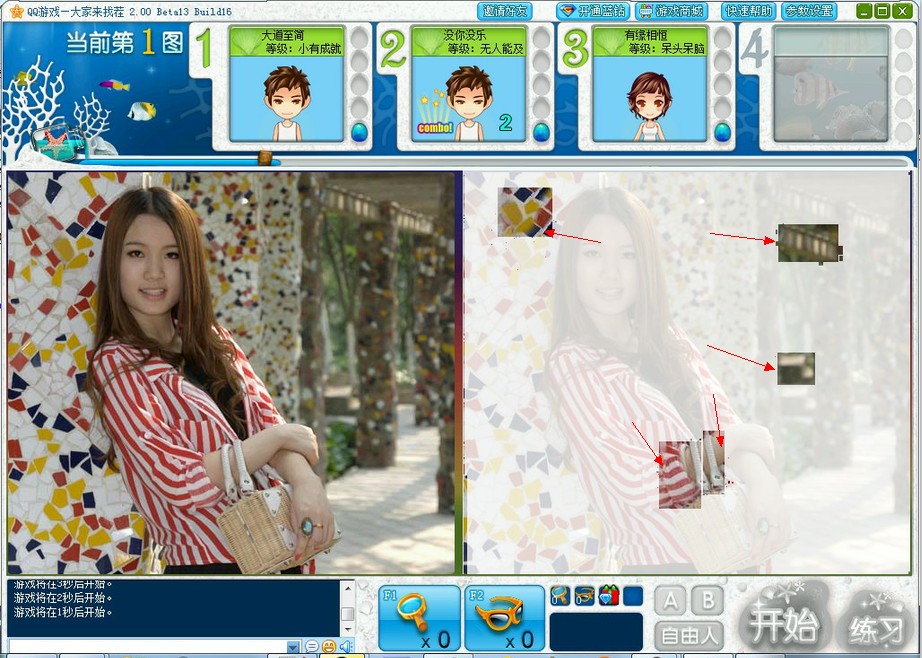 QQ游戏-大家来找茬 2.00 Beta13 Build16
邀请好友
开通蓝钻
游戏商城
快速帮助
参数设置
当前第1图
1
大道至简
等级：小有成就
2
没你没乐
等级：无人能及
combo!
2
3
有缘相恒
等级：呆头呆脑
4
游戏将在3秒后开始。
游戏将在2秒后开始。
游戏将在1秒后开始。
F1
x 0
F2
x 0
A
B
自由人
开始
练习